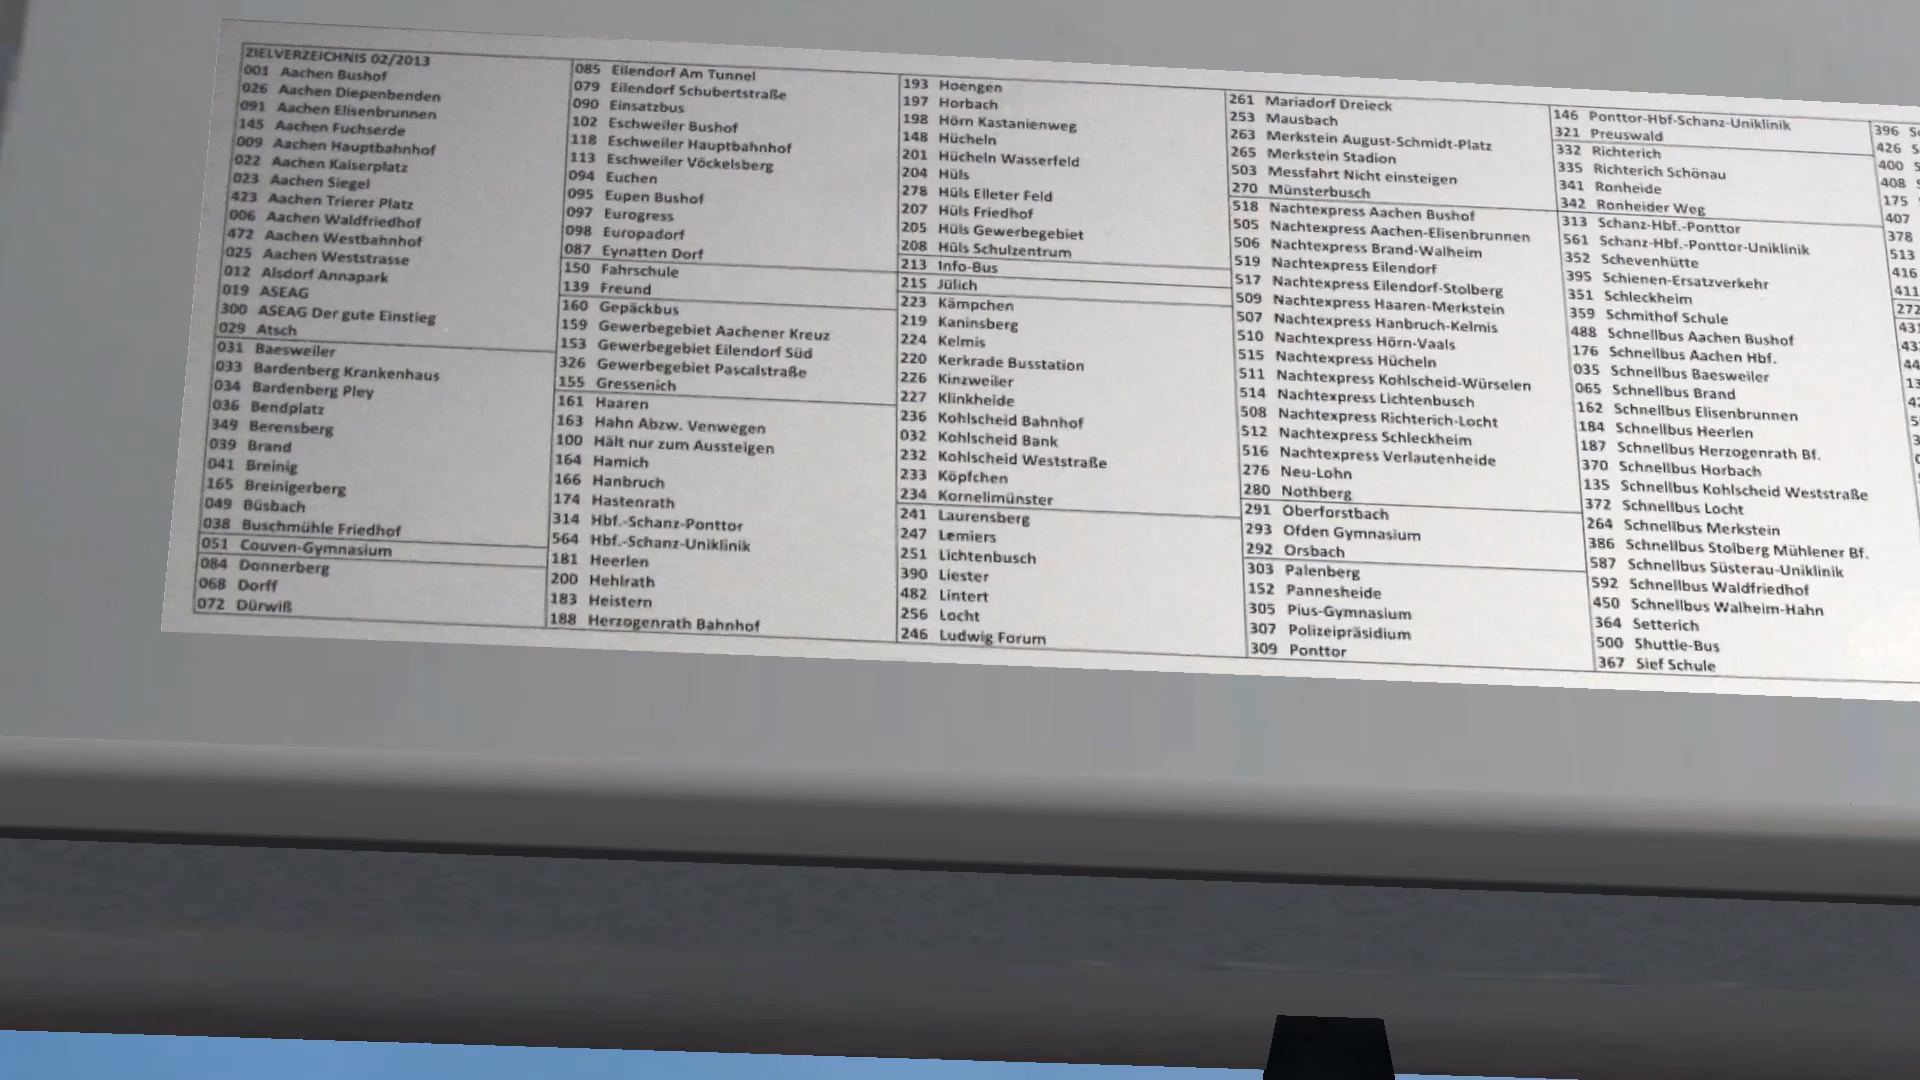 ZIELVERZEICHNIS 02/2013
001 Aachen Bushof
026 Aachen Diepenbenden
091 Aachen Elisenbrunnen
145 Aachen Fuchserde
009 Aachen Hauptbahnhof
022 Aachen Kaiserplatz
023 Aachen Siegel
423 Aachen Trierer Platz
006 Aachen Waldfriedhof
472 Aachen Westbahnhof
025 Aachen Weststrasse
012 Alsdorf Annapark
019 ASEAG
300 ASEAG Der gute Einstieg
029 Atsch
031 Baesweiler
033 Bardenberg Krankenhaus
034 Bardenberg Pley
036 Bendplatz
349 Berensberg
039 Brand
041 Breinig
165 Breinigerberg
049 Büsbach
038 Buschmühle Friedhof
051 Couven-Gymnasium
084 Donnerberg
068 Dorff
072 Dürwiß
085 Eilendorf Am Tunnel
079 Eilendorf Schubertstraße
090 Einsatzbus
102 Eschweiler Bushof
118 Eschweiler Hauptbahnhof
113 Eschweiler Vöckelsberg
094 Euchen
095 Eupen Bushof
097 Eurogress
098 Europadorf
087 Eynatten Dorf
150 Fahrschule
139 Freund
160 Gepäckbus
159 Gewerbegebiet Aachener Kreuz
153 Gewerbegebiet Eilendorf Süd
326 Gewerbegebiet Pascalstraße
155 Gressenich
161 Haaren
163 Hahn Abzw. Venwegen
100 Hält nur zum Aussteigen
164 Hamich
166 Hanbruch
174 Hastenrath
314 Hbf.-Schanz-Ponttor
564 Hbf.-Schanz-Uniklinik
181 Heerlen
200 Hehlrath
183 Heistern
188 Herzogenrath Bahnhof
193 Hoengen
197 Horbach
198 Hörn Kastanienweg
148 Hücheln
201 Hücheln Wasserfeld
204 Hüls
278 Hüls Elleter Feld
207 Hüls Friedhof
205 Hüls Gewerbegebiet
208 Hüls Schulzentrum
213 Info-Bus
215 Jülich
223 Kämpchen
219 Kaninsberg
224 Kelmis
220 Kerkrade Busstation
226 Kinzweiler
227 Klinkheide
236 Kohlscheid Bahnhof
032 Kohlscheid Bank
232 Kohlscheid Weststraße
233 Köpfchen
234 Kornelimünster
241 Laurensberg
247 Lemiers
251 Lichtenbusch
390 Liester
482 Lintert
256 Locht
246 Ludwig Forum
261 Mariadorf Dreieck
253 Mausbach
263 Merkstein August-Schmidt-Platz
265 Merkstein Stadion
503 Messfahrt Nicht einsteigen
270 Münsterbusch
518 Nachtexpress Aachen Bushof
505 Nachtexpress Aachen-Elisenbrunnen
506 Nachtexpress Brand-Walheim
519 Nachtexpress Eilendorf
517 Nachtexpress Eilendorf-Stolberg
509 Nachtexpress Haaren-Merkstein
507 Nachtexpress Hanbruch-Kelmis
510 Nachtexpress Hörn-Vaals
515 Nachtexpress Hücheln
511 Nachtexpress Kohlscheid-Würselen
514 Nachtexpress Lichtenbusch
508 Nachtexpress Richterich-Locht
512 Nachtexpress Schleckheim
516 Nachtexpress Verlautenheide
276 Neu-Lohn
280 Nothberg
291 Oberforstbach
293 Ofden Gymnasium
292 Orsbach
303 Palenberg
152 Pannesheide
305 Pius-Gymnasium
307 Polizeipräsidium
309 Ponttor
146 Ponttor-Hbf-Schanz-Uniklinik
321 Preuswald
332 Richterich
335 Richterich Schönau
341 Ronheide
342 Ronheider Weg
313 Schanz-Hbf.-Ponttor
561 Schanz-Hbf.-Ponttor-Uniklinik
352 Schevenhütte
395 Schienen-Ersatzverkehr
351 Schleckheim
359 Schmithof Schule
488 Schnellbus Aachen Bushof
176 Schnellbus Aachen Hbf.
035 Schnellbus Baesweiler
065 Schnellbus Brand
162 Schnellbus Elisenbrunnen
184 Schnellbus Heerlen
187 Schnellbus Herzogenrath Bf.
370 Schnellbus Horbach
135 Schnellbus Kohlscheid Weststraße
372 Schnellbus Locht
264 Schnellbus Merkstein
386 Schnellbus Stolberg Mühlener Bf.
587 Schnellbus Süsterau-Uniklinik
592 Schnellbus Waldfriedhof
450 Schnellbus Walheim-Hahn
364 Setterich
500 Shuttle-Bus
367 Sief Schule
396
426
400
408
175
407
378
513
416
411
272